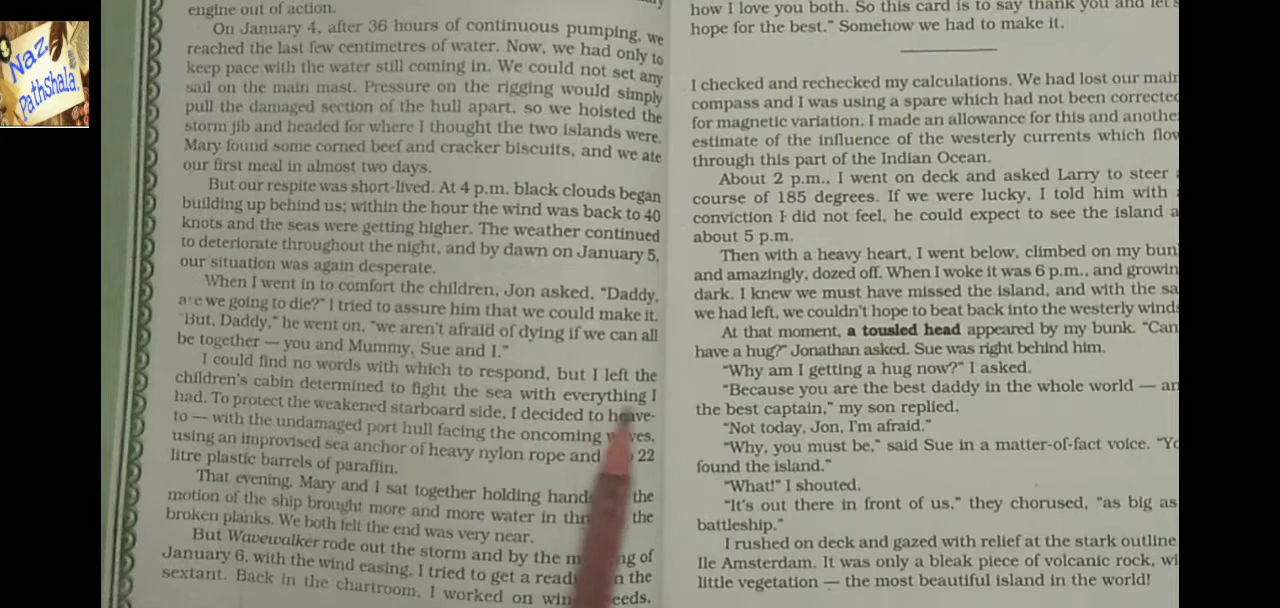 Naz
Pathshala.
engine out of action.
On January 4, after 36 hours of continuous pumping, we
reached the last few centimetres of water. Now, we had only to
keep pace with the water still coming in. We could not set any
sail on the main mast. Pressure on the rigging would simply
pull the damaged section of the hull apart, so we hoisted the
storm jib and headed for where I thought the two islands were.
Mary found some corned beef and cracker biscuits, and we ate
our first meal in almost two days.
But our respite was short-lived. At 4 p.m. black clouds began
building up behind us; within the hour the wind was back to 40
knots and the seas were getting higher. The weather continued
to deteriorate throughout the night, and by dawn on January 5,
our situation was again desperate.
When I went in to comfort the children, Jon asked, "Daddy,
are we going to die?" I tried to assure him that we could make it.
"But, Daddy," he went on, "we aren't afraid of dying if we can all
be together — you and Mummy, Sue and I."
I could find no words with which to respond, but I left the
children's cabin determined to fight the sea with everything I
had. To protect the weakened starboard side, I decided to heave-
to — with the undamaged port hull facing the oncoming
using an improvised sea anchor of heavy nylon rope and 22
litre plastic barrels of paraffin.
That evening, Mary and I sat together holding the
motion of the ship brought more and more water in the
broken planks. We both felt the end was very near.
But Wavewalker rode out the storm and by the of
January 6, with the wind easing, I tried to get a the
sextant. Back in the chartroom, I worked on
how I love you both. So this card is to say thank you and let's
hope for the best." Somehow we had to make it.
I checked and rechecked my calculations. We had lost our mai
compass and I was using a spare which had not been corrected
for magnetic variation. I made an allowance for this and anothe
estimate of the influence of the westerly currents which flo
through this part of the Indian Ocean.
About 2 p.m., I went on deck and asked Larry to steer
course of 185 degrees. If we were lucky, I told him with
conviction I did not feel, he could expect to see the island a
about 5 p.m.
Then with a heavy heart, I went below, climbed on my bun
and amazingly, dozed off. When I woke it was 6 p.m., and growin
dark. I knew we must have missed the island, and with the sa
we had left, we couldn't hope to beat back into the westerly wind
At that moment, a tousled head appeared by my bunk. "Can
have a hug?" Jonathan asked. Sue was right behind him.
"Why am I getting a hug now?" I asked.
"Because you are the best daddy in the whole world — an
the best captain," my son replied.
"Not today, Jon, I'm afraid."
"Why, you must be," said Sue in a matter-of-fact voice. "Yo
found the island."
"What!" I shouted.
"It's out there in front of us," they chorused, "as big as
battleship."
I rushed on deck and gazed with relief at the stark outline
Ile Amsterdam. It was only a bleak piece of volcanic rock, wi
little vegetation — the most beautiful island in the world!